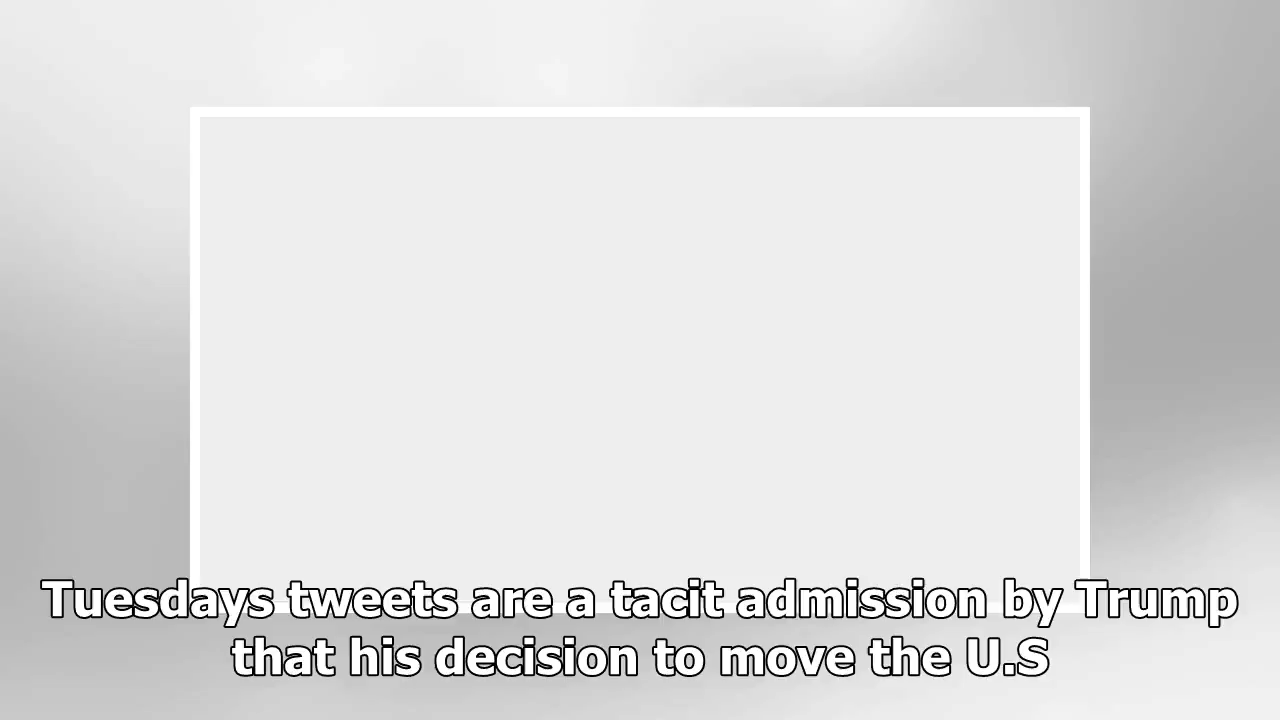 Tuesdays tweets are a tacit admission by Trump
that his decision to move the U.S